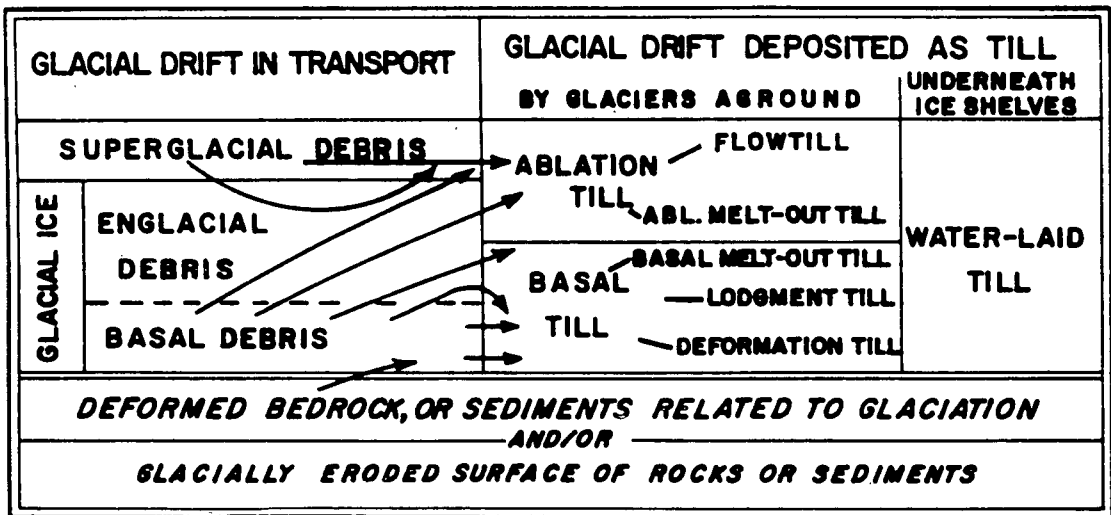 GLACIAL DRIFT IN TRANSPORT
GLACIAL DRIFT DEPOSITED AS TILL
BY GLACIERS AGROUND
UNDERNEATH
ICE SHELVES
SUPERGLACIAL DEBRIS
GLACIAL ICE
ENGLACIAL
DEBRIS
BASAL DEBRIS
ABLATION
TILL
FLOWTILL
ABL. MELT-OUT TILL
BASAL
TILL
BASAL MELT-OUT TILL
LODGMENT TILL
DEFORMATION TILL
WATER-LAID
TILL
DEFORMED BEDROCK, OR SEDIMENTS RELATED TO GLACIATION
AND/OR
GLACIALLY ERODED SURFACE OF ROCKS OR SEDIMENTS